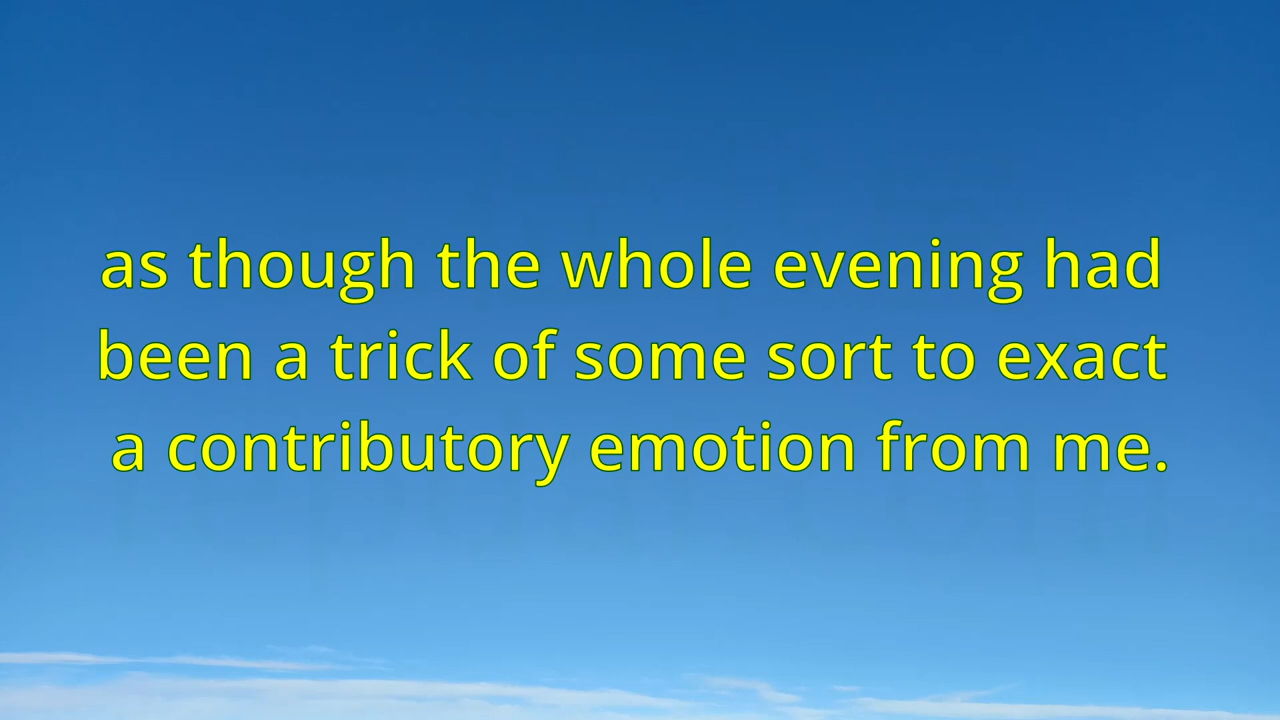 as though the whole evening had
been a trick of some sort to exact
a contributory emotion from me.